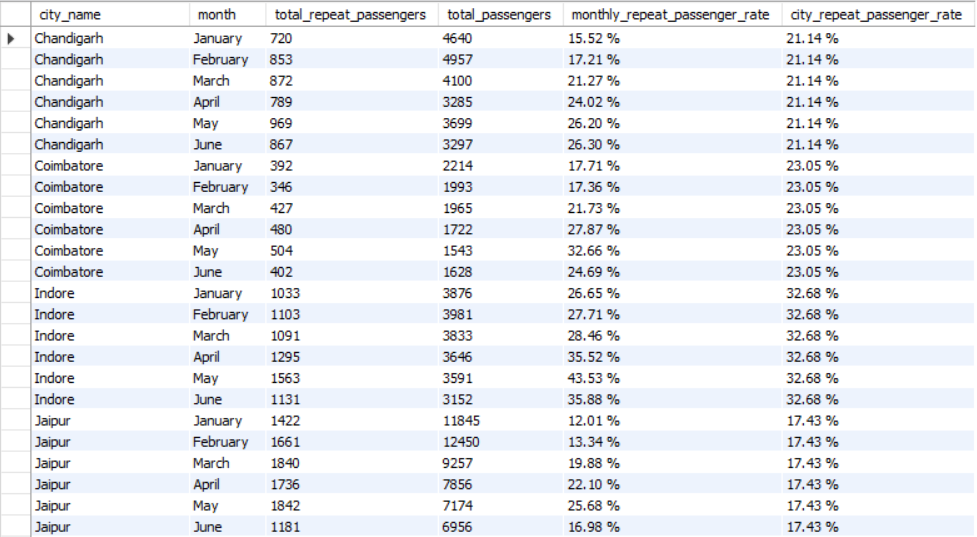 city_name month total_repeat_passengers total_passengers monthly_repeat_passenger_rate city_repeat_passenger_rate
Chandigarh January 720 4640 15.52 % 21.14 %
Chandigarh February 853 4957 17.21 % 21.14 %
Chandigarh March 872 4100 21.27 % 21.14 %
Chandigarh April 789 3285 24.02 % 21.14 %
Chandigarh May 969 3699 26.20 % 21.14 %
Chandigarh June 867 3297 26.30 % 21.14 %
Coimbatore January 392 2214 17.71 % 23.05 %
Coimbatore February 346 1993 17.36 % 23.05 %
Coimbatore March 427 1965 21.73 % 23.05 %
Coimbatore April 480 1722 27.87 % 23.05 %
Coimbatore May 504 1543 32.66 % 23.05 %
Coimbatore June 402 1628 24.69 % 23.05 %
Indore January 1033 3876 26.65 % 32.68 %
Indore February 1103 3981 27.71 % 32.68 %
Indore March 1091 3833 28.46 % 32.68 %
Indore April 1295 3646 35.52 % 32.68 %
Indore May 1563 3591 43.53 % 32.68 %
Indore June 1131 3152 35.88 % 32.68 %
Jaipur January 1422 11845 12.01 % 17.43 %
Jaipur February 1661 12450 13.34 % 17.43 %
Jaipur March 1840 9257 19.88 % 17.43 %
Jaipur April 1736 7856 22.10 % 17.43 %
Jaipur May 1842 7174 25.68 % 17.43 %
Jaipur June 1181 6956 16.98 % 17.43 %